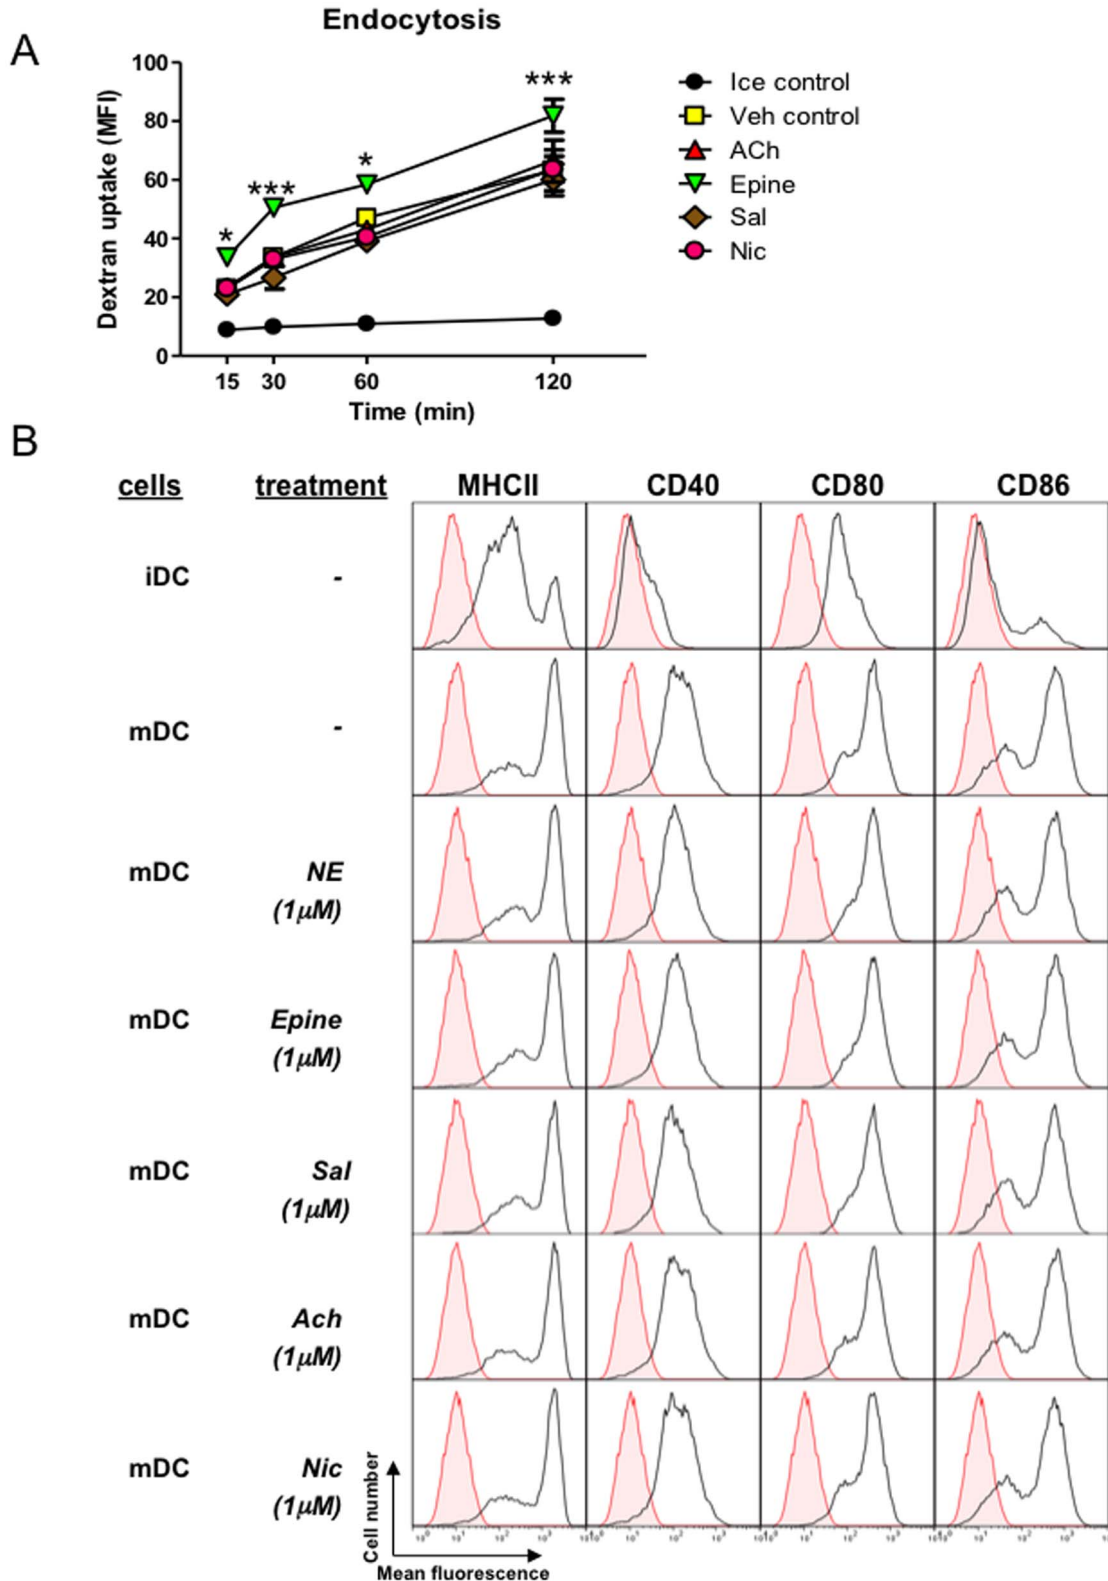 A
Endocytosis
Dextran uptake (MFI)
100
80
60
40
20
0
* *** * ***
15 30 60 120
Time (min)
Ice control
Veh control
ACh
Epine
Sal
Nic
B
cells treatment MHCII CD40 CD80 CD86
iDC -
mDC -
mDC NE
(1μM)
mDC Epine
(1μM)
mDC Sal
(1μM)
mDC Ach
(1μM)
mDC Nic
(1μM)
Cell number
Mean fluorescence